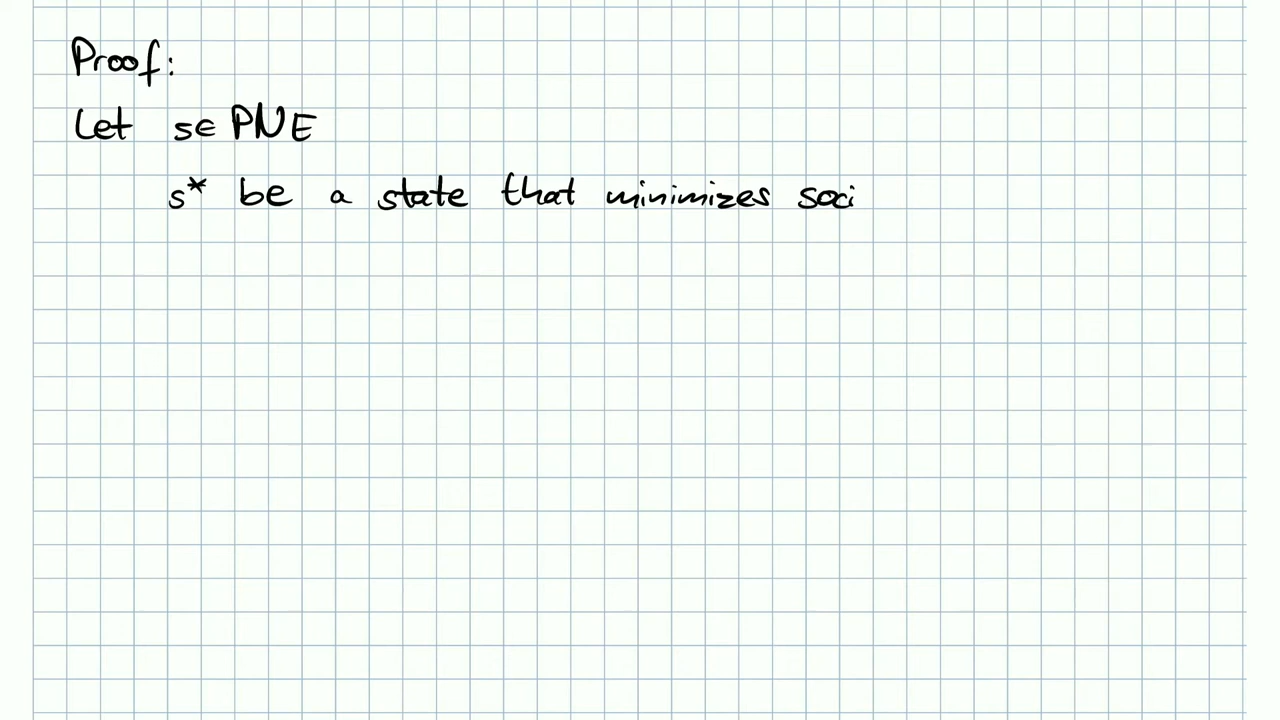 Proof:
Let s∈ PNE
s* be a state that minimizes soci